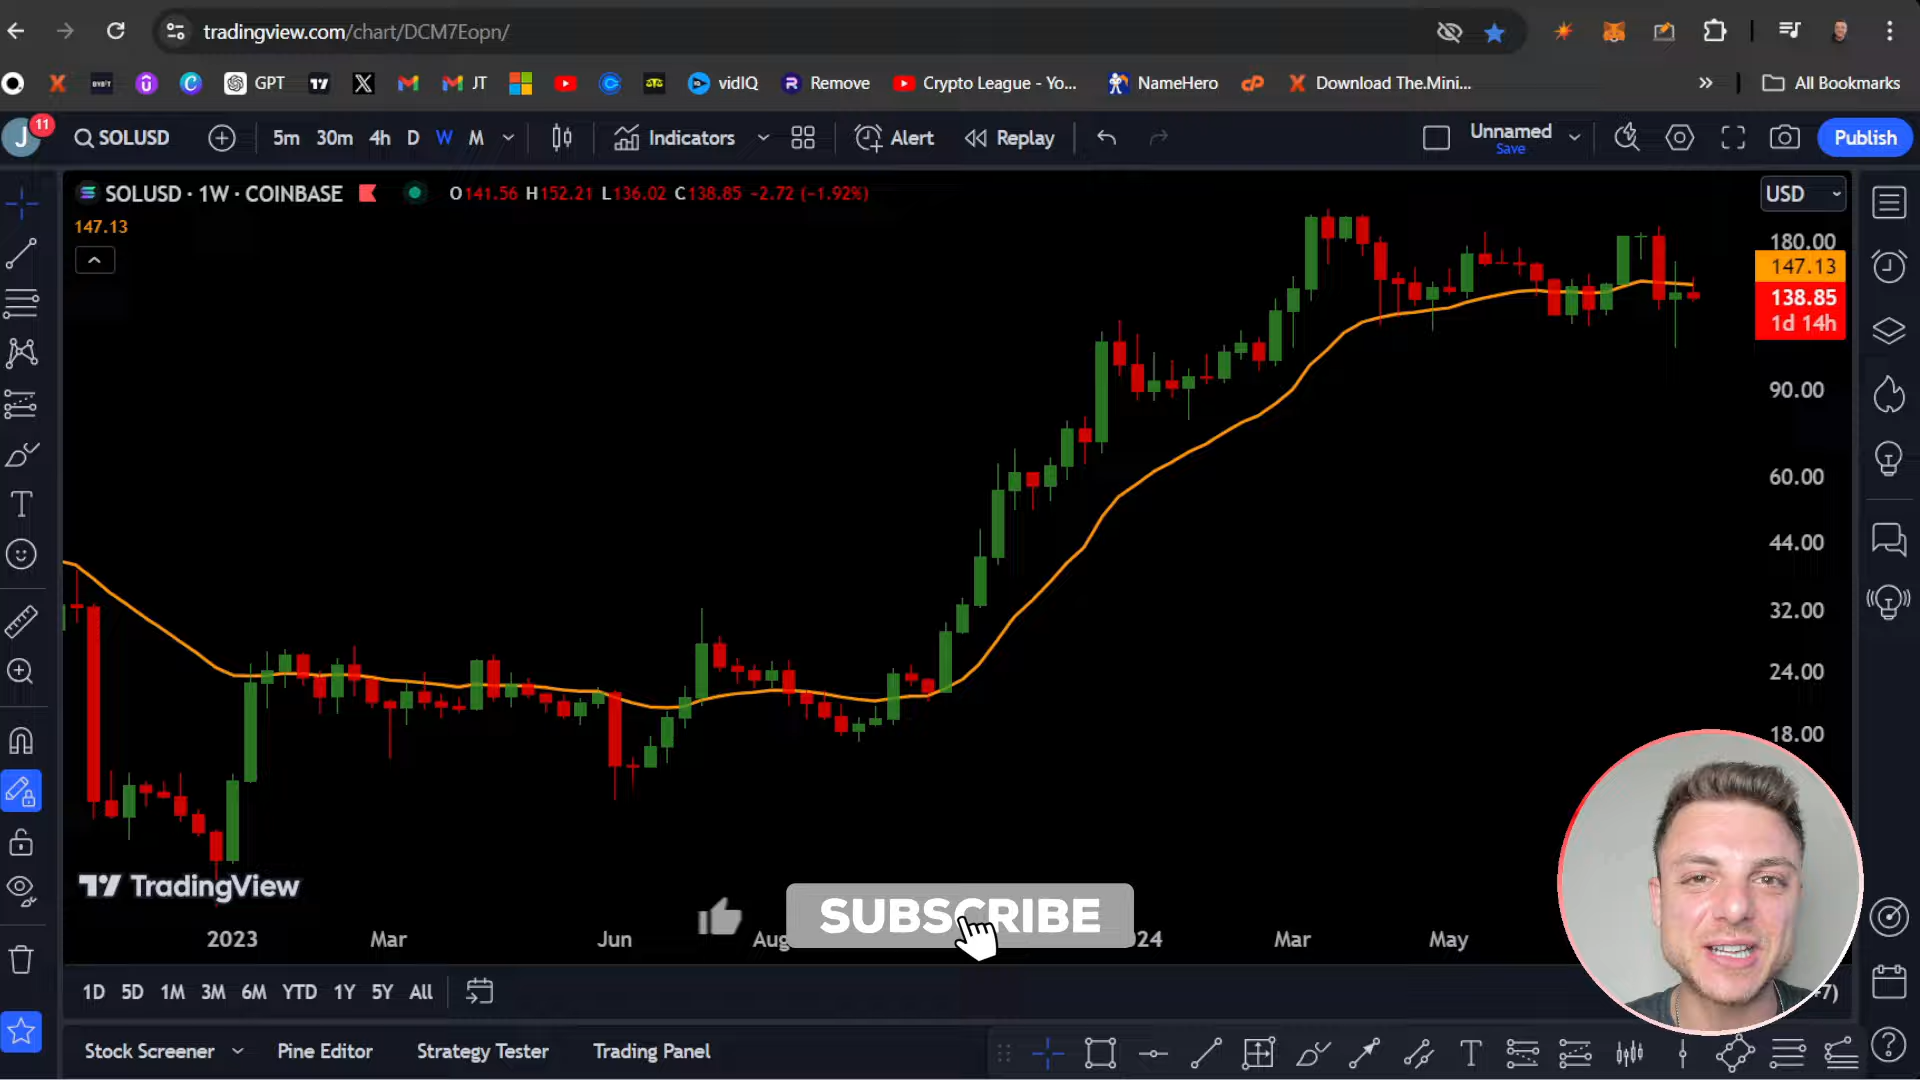 tradingview.com/chart/DCM7Eopn/
BYBIT GPT JT vidIQ Remove Crypto League - Yo... NameHero cP Download The.Mini... » All Bookmarks
J 11 SOLUSD 5m 30m 4h D W M Indicators Alert Replay Unnamed Save Publish
SOLUSD · 1W · COINBASE O141.56 H152.21 L136.02 C138.85 -2.72 (-1.92%) USD
147.13
180.00
147.13
138.85
1d 14h
90.00
60.00
44.00
32.00
24.00
18.00
TradingView
SUBSCRIBE
2023 Mar Jun Aug 24 Mar May
1D 5D 1M 3M 6M YTD 1Y 5Y All
Stock Screener Pine Editor Strategy Tester Trading Panel